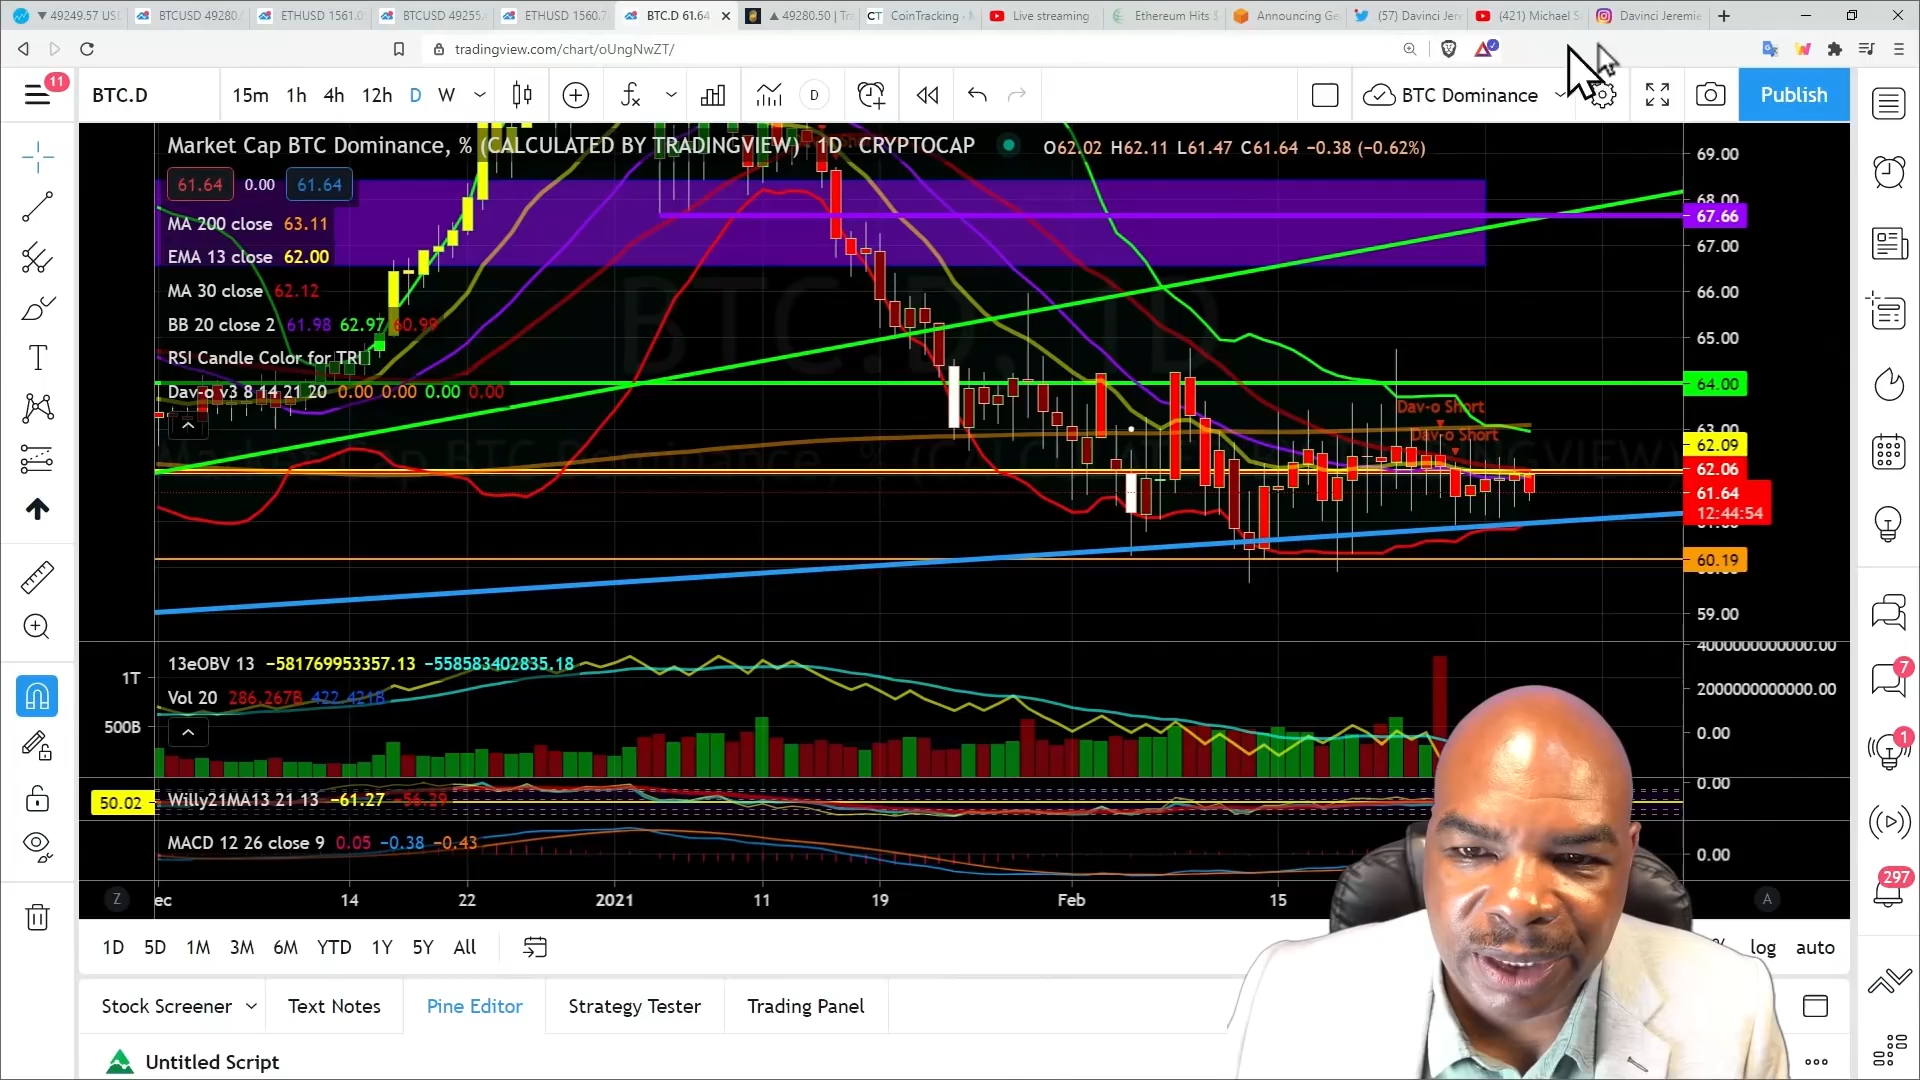 49249.57 USD
BTCUSD 49280.
ETHUSD 1561.0
BTCUSD 49255.
ETHUSD 1560.7
BTC.D 61.64
▲ 49280.50 | Tra
CT CoinTracking ·
Live streaming
Ethereum Hits $
Announcing Ge
(57) Davinci Jer
(421) Michael S
Davinci Jeremie
tradingview.com/chart/oUngNwZT/
11
BTC.D
15m 1h 4h 12h D W
D
BTC Dominance
Publish
Market Cap BTC Dominance, % (CALCULATED BY TRADINGVIEW) 1D CRYPTOCAP
O62.02 H62.11 L61.47 C61.64 −0.38 (−0.62%)
61.64 0.00 61.64
MA 200 close 63.11
EMA 13 close 62.00
MA 30 close 62.12
BB 20 close 2 61.98 62.97 60.99
RSI Candle Color for TRI
Dav-o v3 8 14 21 20 0.00 0.00 0.00 0.00
BTC.D, 1D
Dav-o Short
Dav-o Short
69.00
68.00
67.66
67.00
66.00
65.00
64.00
63.00
62.09
62.06
61.64
12:44:54
60.19
59.00
13eOBV 13 −581769953357.13 −558583402835.18
Vol 20 286.267B 422.421B
1T
500B
4000000000000.00
2000000000000.00
0.00
50.02
Willy21MA13 21 13 −61.27 −56.29
0.00
MACD 12 26 close 9 0.05 −0.38 −0.43
0.00
Z
ec 14 22 2021 11 19 Feb 15
A
1D 5D 1M 3M 6M YTD 1Y 5Y All
% log auto
Stock Screener
Text Notes
Pine Editor
Strategy Tester
Trading Panel
Untitled Script
7
1
297